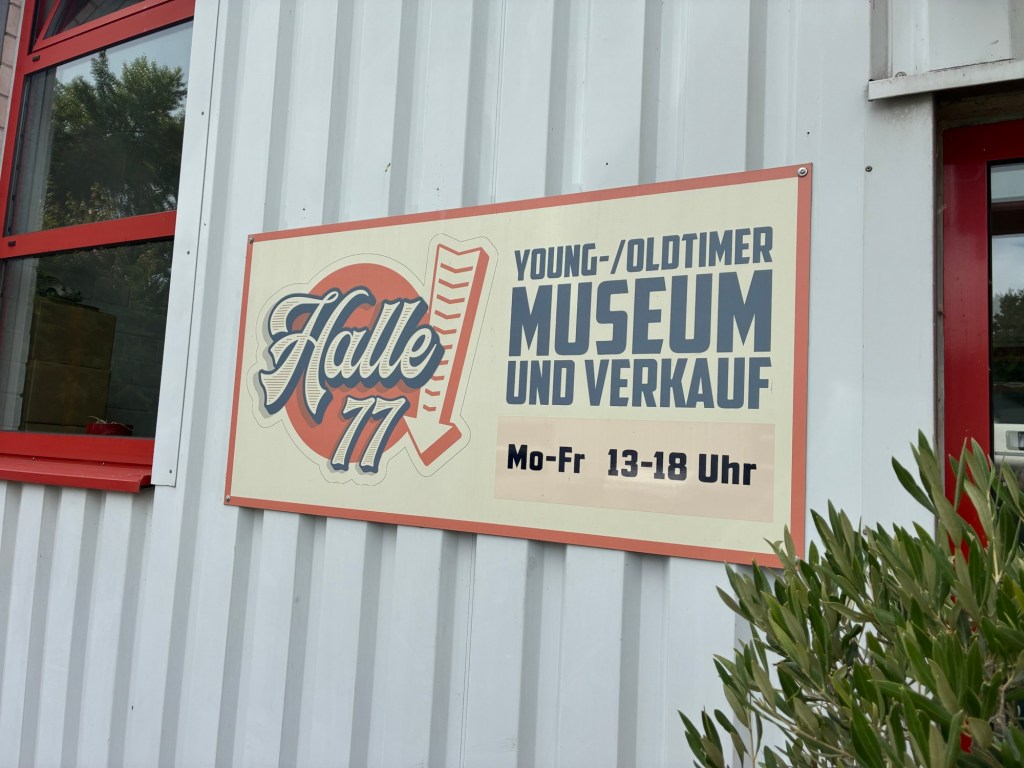 Halle
77
YOUNG-/OLDTIMER
MUSEUM
UND VERKAUF
Mo-Fr 13-18 Uhr